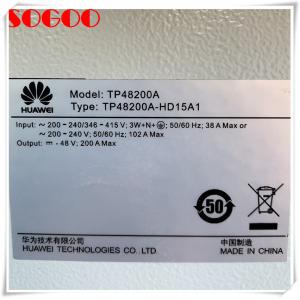 SOGOO
HUAWEI
Model: TP48200A
Type: TP48200A-HD15A1
Input: ~ 200 - 240/346 - 415 V; 3W+N+⏚; 50/60 Hz; 38 A Max or
~ 200 - 240 V; 50/60 Hz; 102 A Max
Output: ⎓ - 48 V; 200 A Max
50
华为技术有限公司
HUAWEI TECHNOLOGIES CO., LTD.
中国制造
MADE IN CHINA